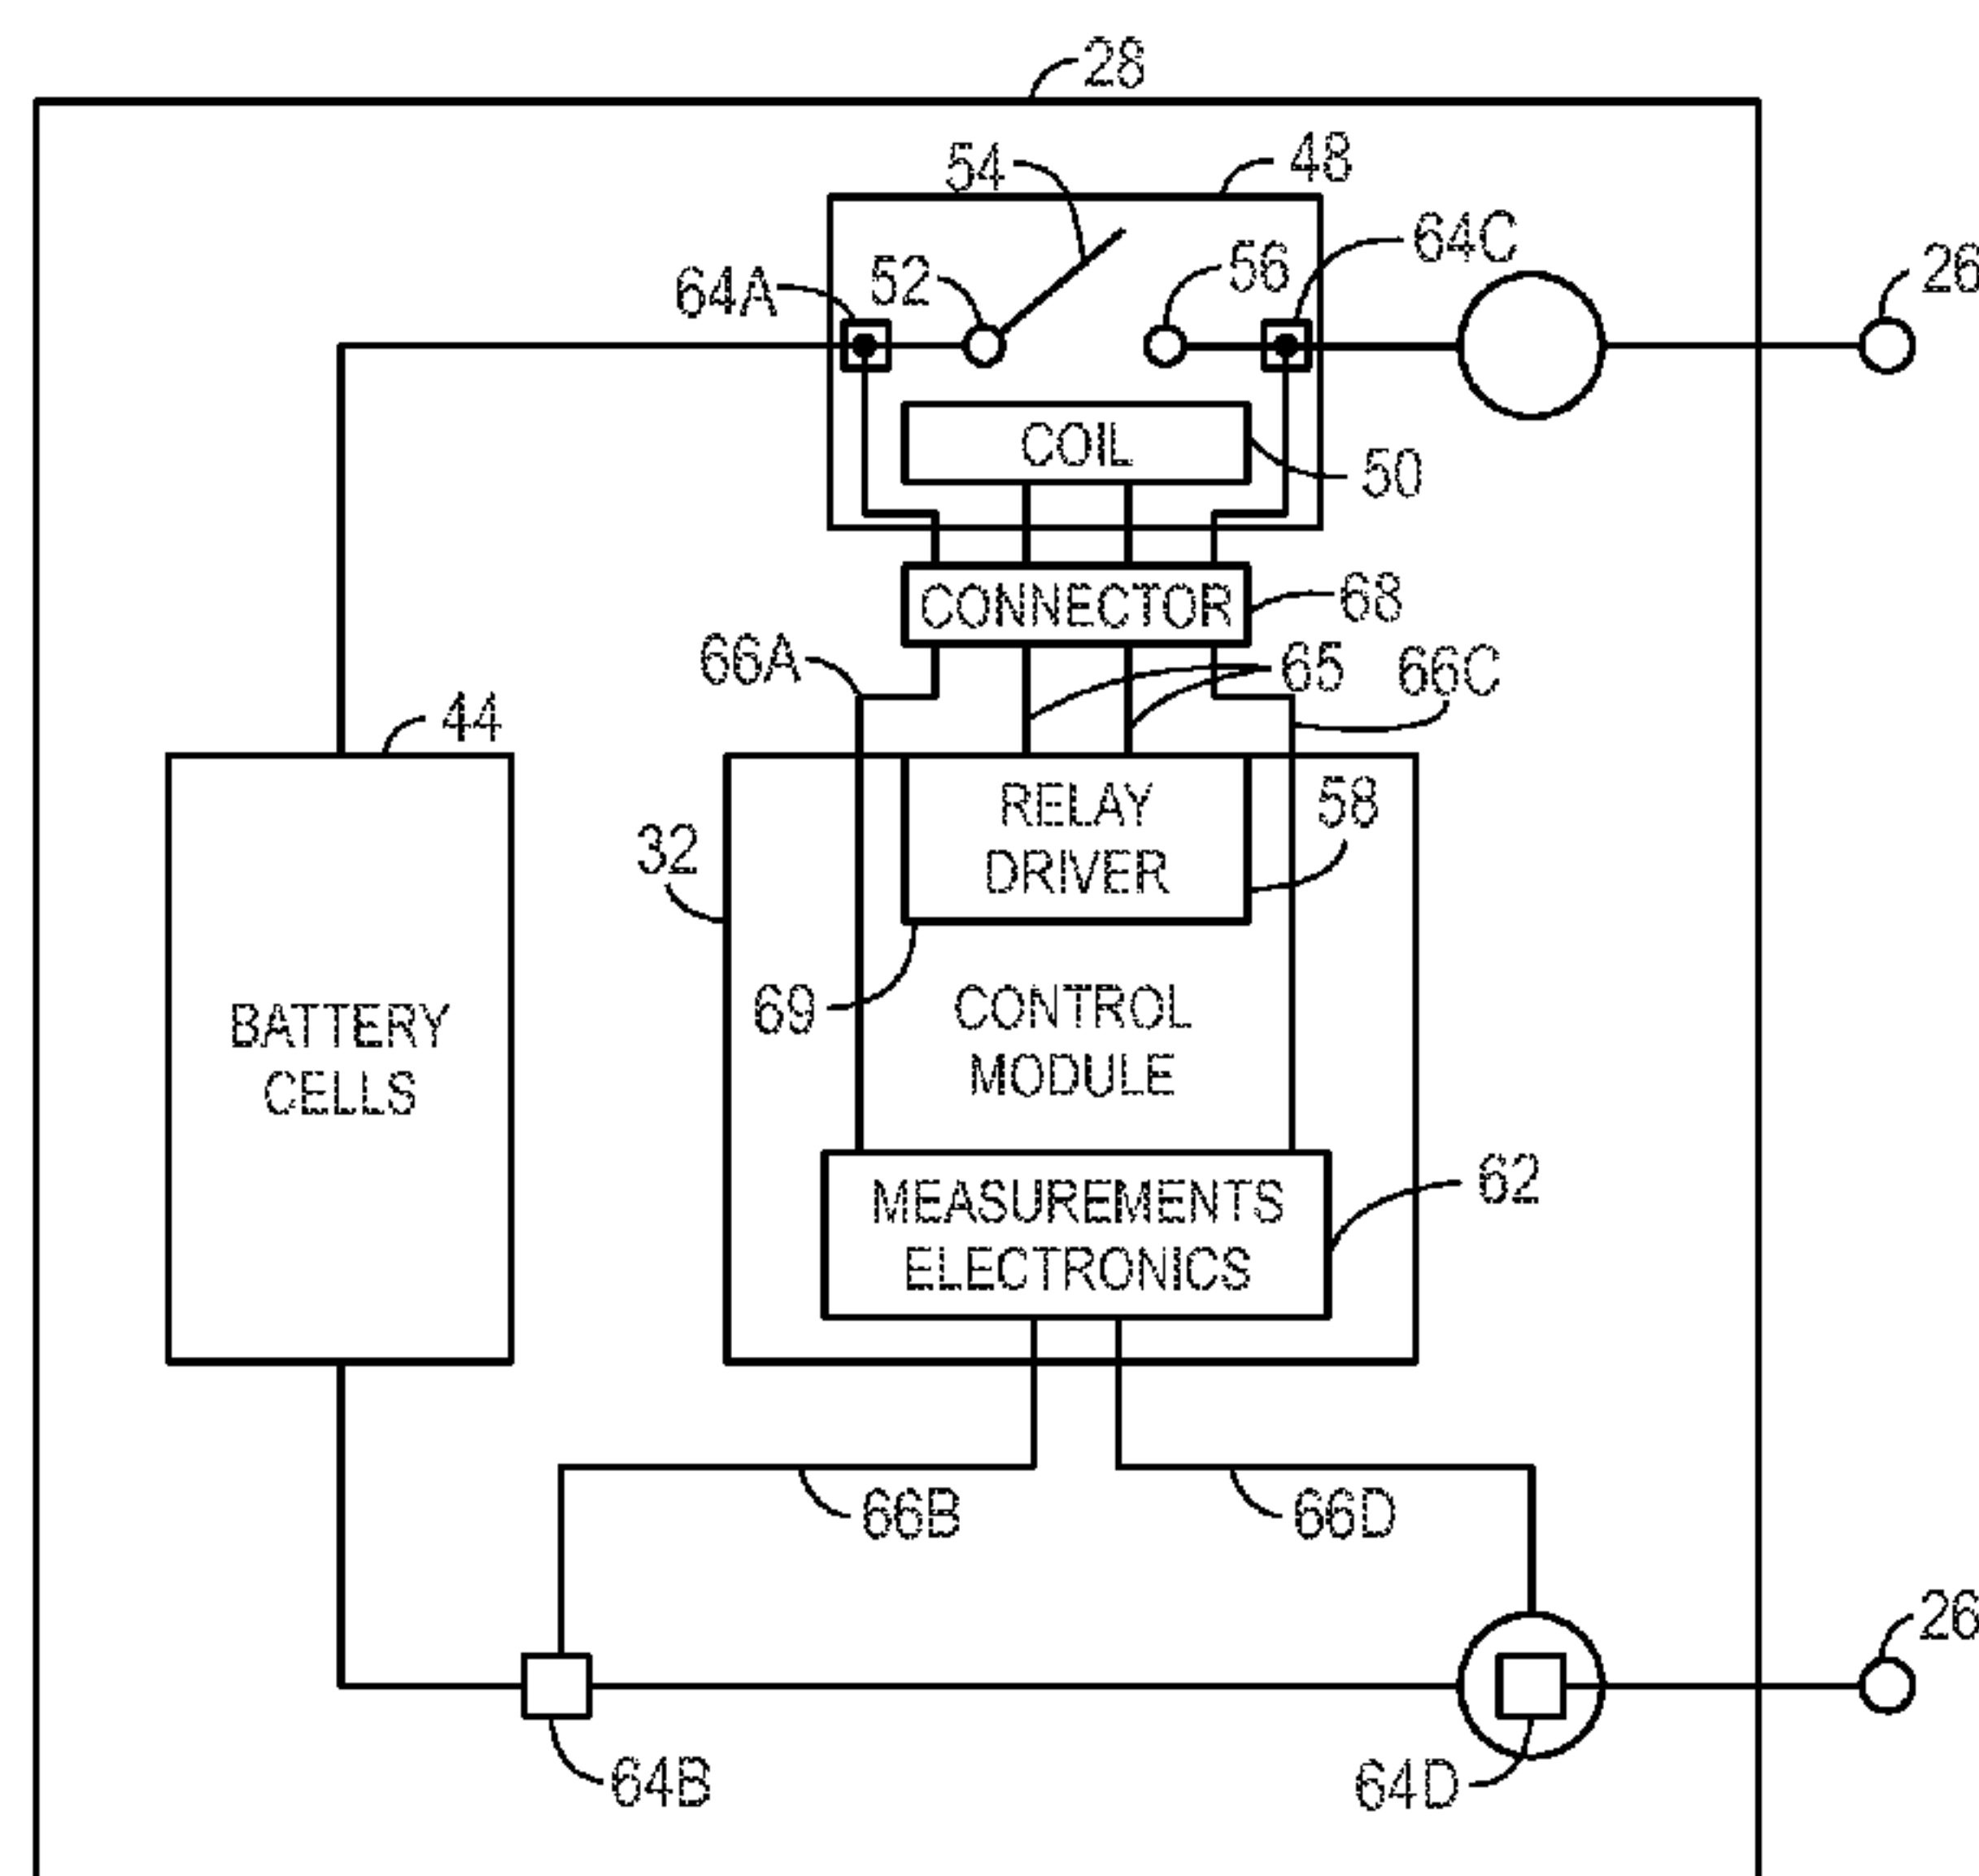 28
54
48
64C
64A
52
56
26
COIL
50
CONNECTOR
68
66A
65
66C
44
RELAY
DRIVER
58
32
69
CONTROL
MODULE
BATTERY
CELLS
62
MEASUREMENTS
ELECTRONICS
66B
66D
26
64B
64D